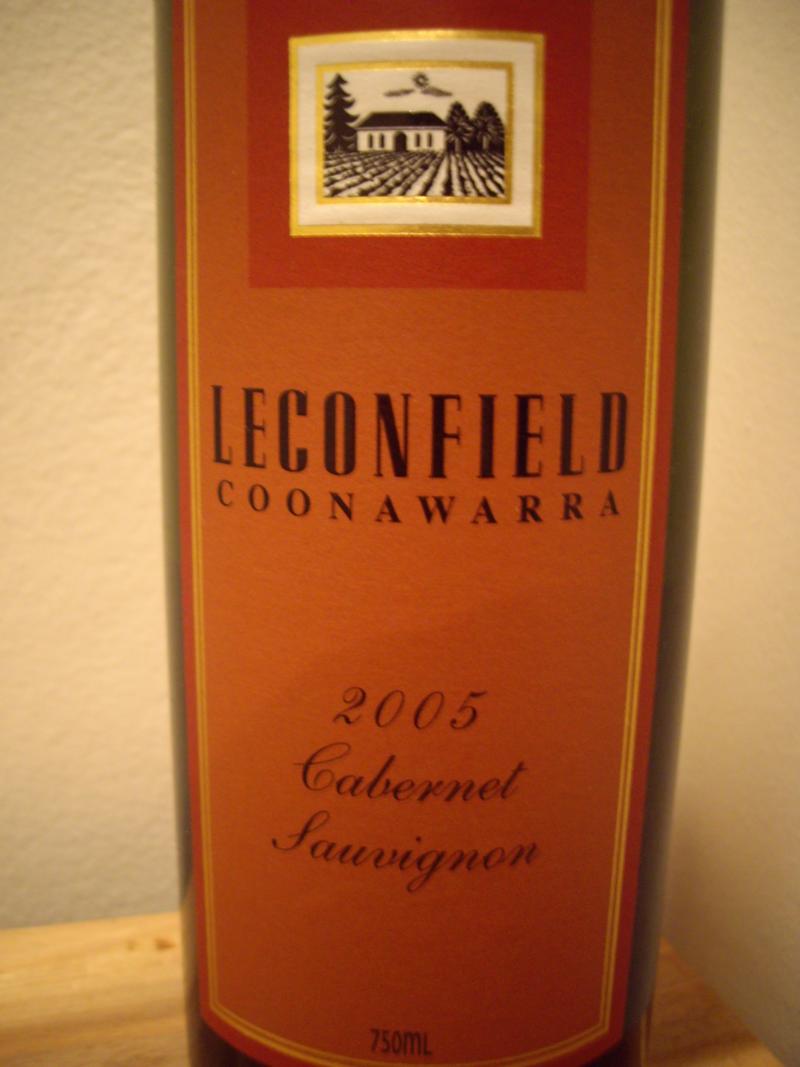 LECONFIELD
COONAWARRA
2005
Cabernet
Sauvignon
750ML